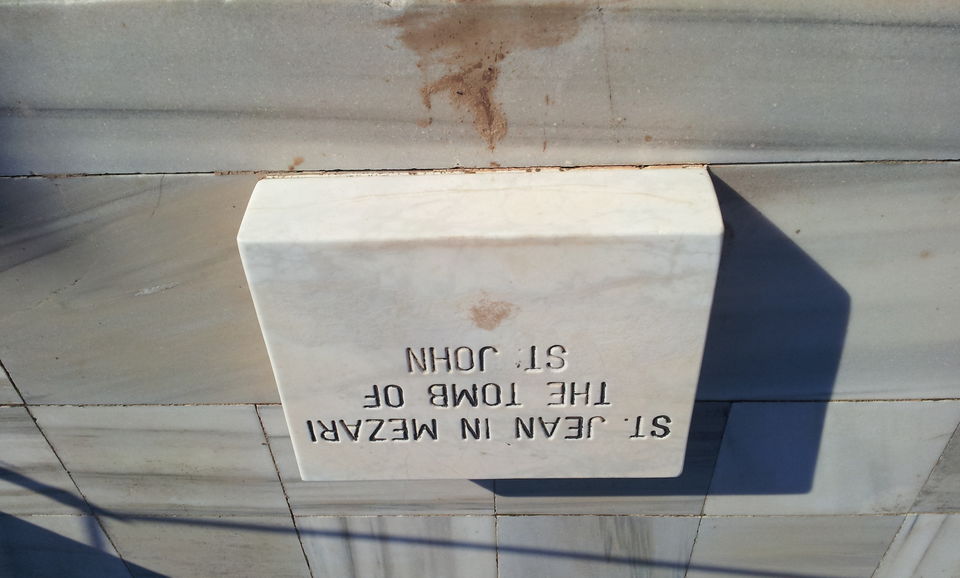 ST. JEAN IN MEZARI
THE TOMB OF
ST. JOHN